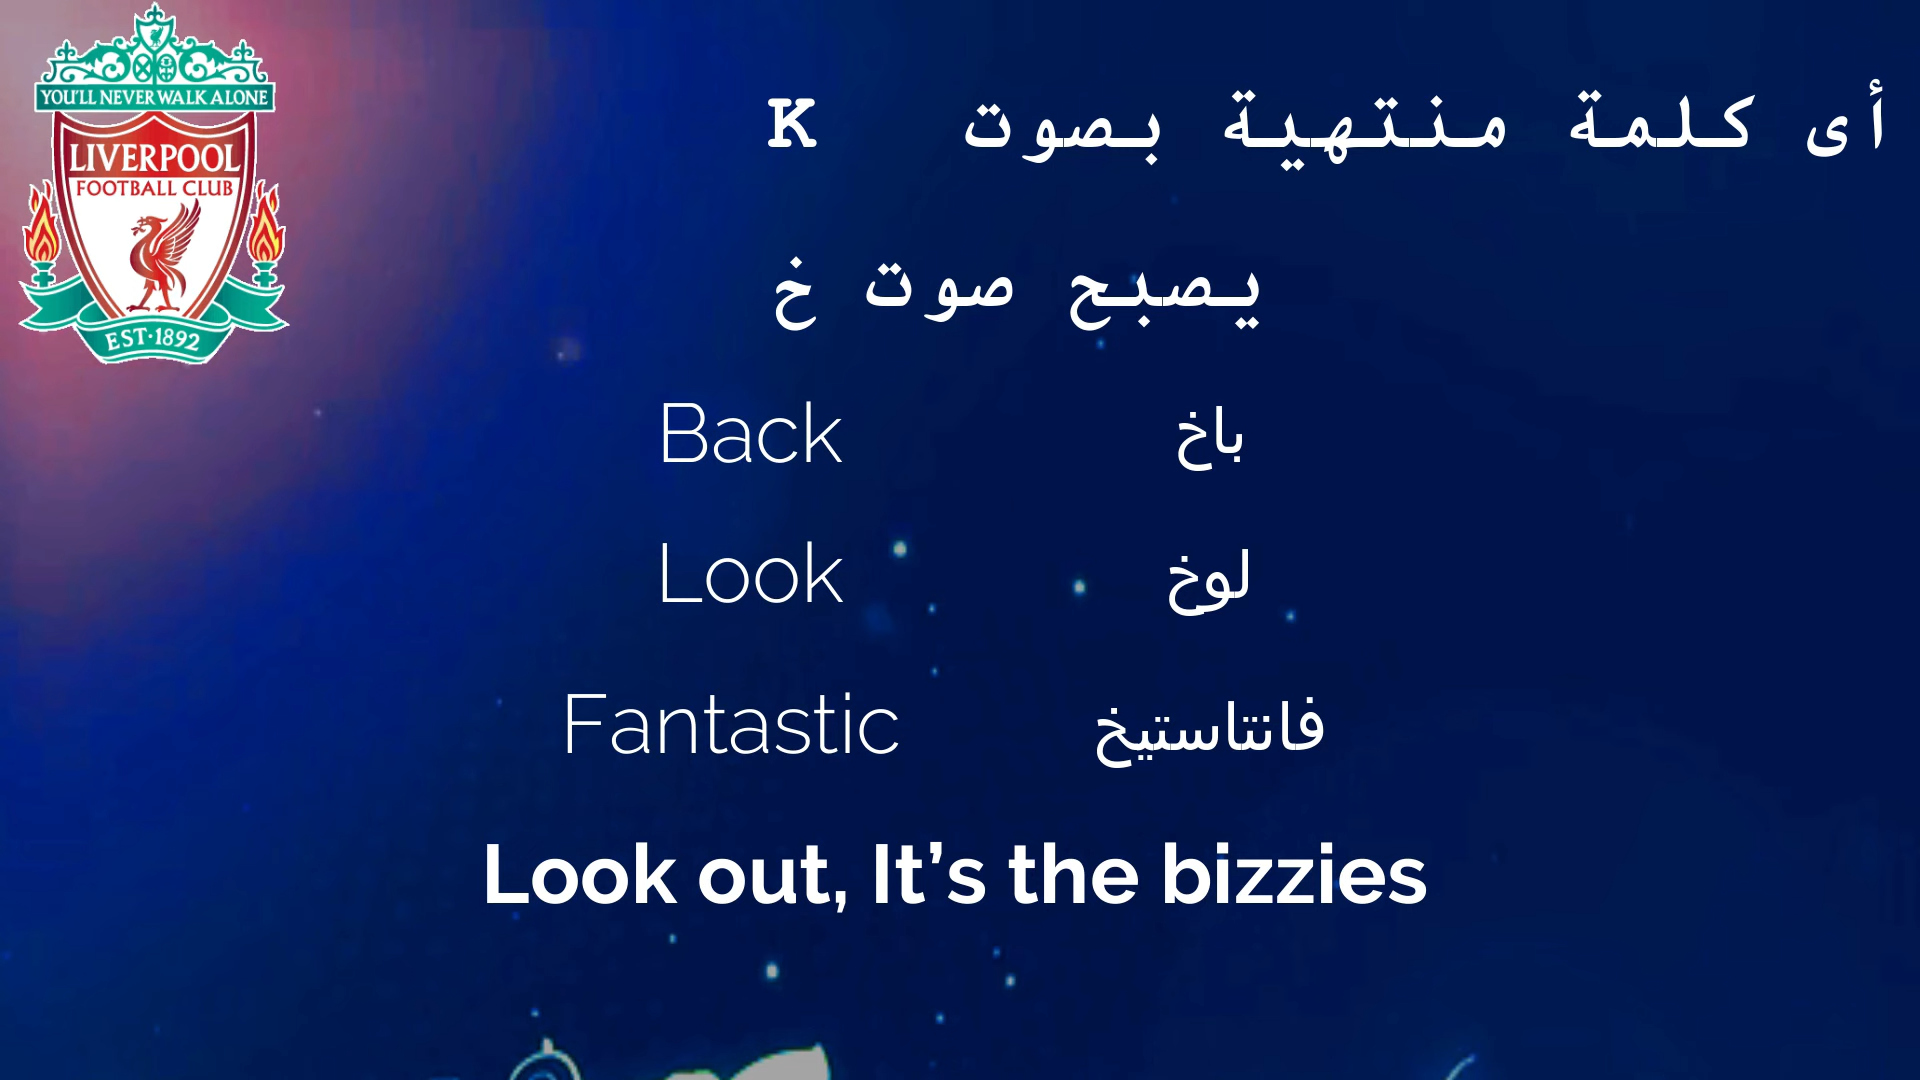 YOU'LL NEVER WALK ALONE
LIVERPOOL
FOOTBALL CLUB
EST·1892
أى كلمة منتهية بصوت K
يصبح صوت خ
Back باخ
Look لوخ
Fantastic فانتاستيخ
Look out, It’s the bizzies